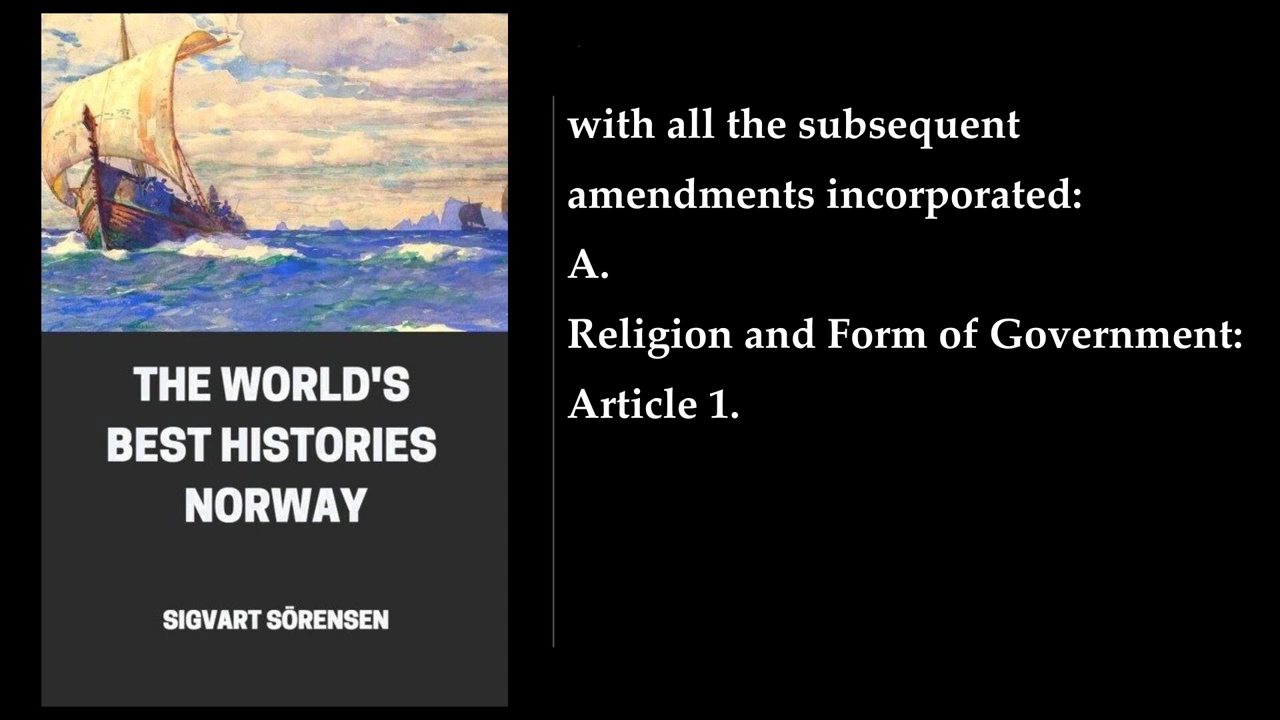 THE WORLD'S
BEST HISTORIES
NORWAY
SIGVART SÖRENSEN
with all the subsequent
amendments incorporated:
A.
Religion and Form of Government:
Article 1.